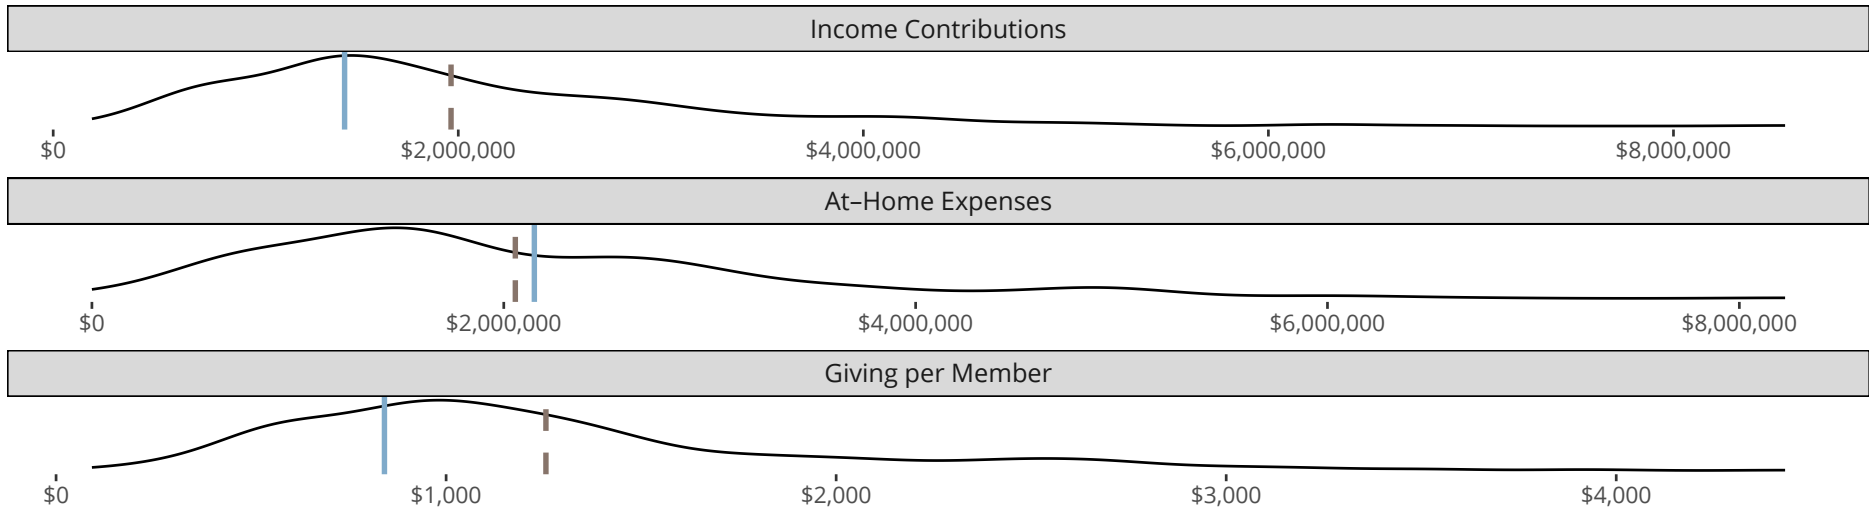 Income Contributions
$0 $2,000,000 $4,000,000 $6,000,000 $8,000,000
At–Home Expenses
$0 $2,000,000 $4,000,000 $6,000,000 $8,000,000
Giving per Member
$0 $1,000 $2,000 $3,000 $4,000